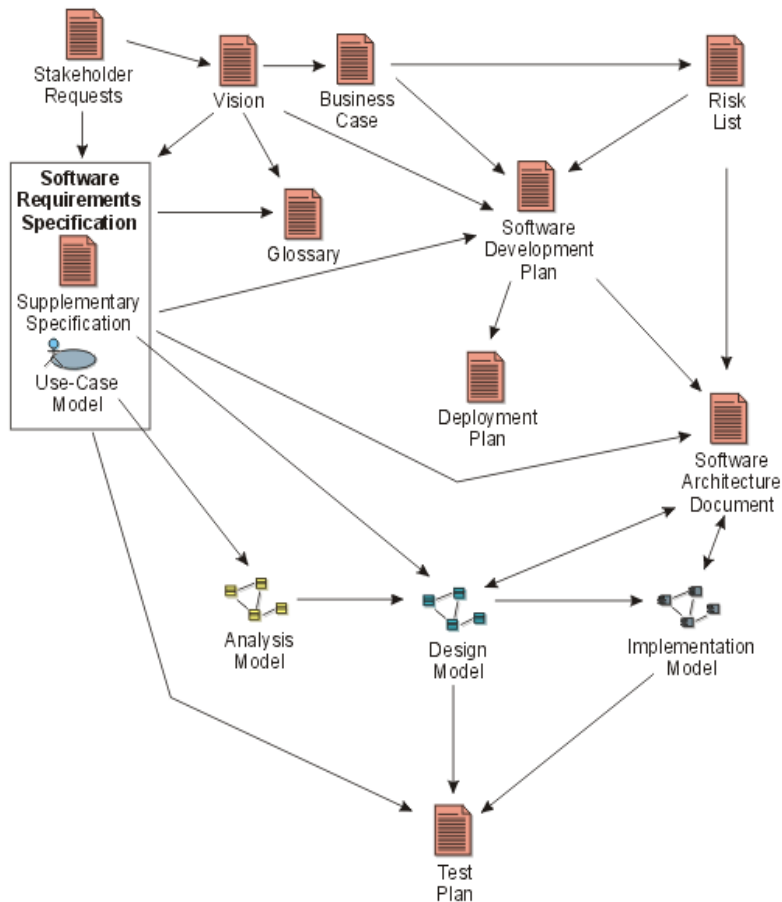 Stakeholder
Requests
Vision
Business
Case
Risk
List
Software
Requirements
Specification
Supplementary
Specification
Use-Case
Model
Glossary
Software
Development
Plan
Deployment
Plan
Software
Architecture
Document
Analysis
Model
Design
Model
Implementation
Model
Test
Plan